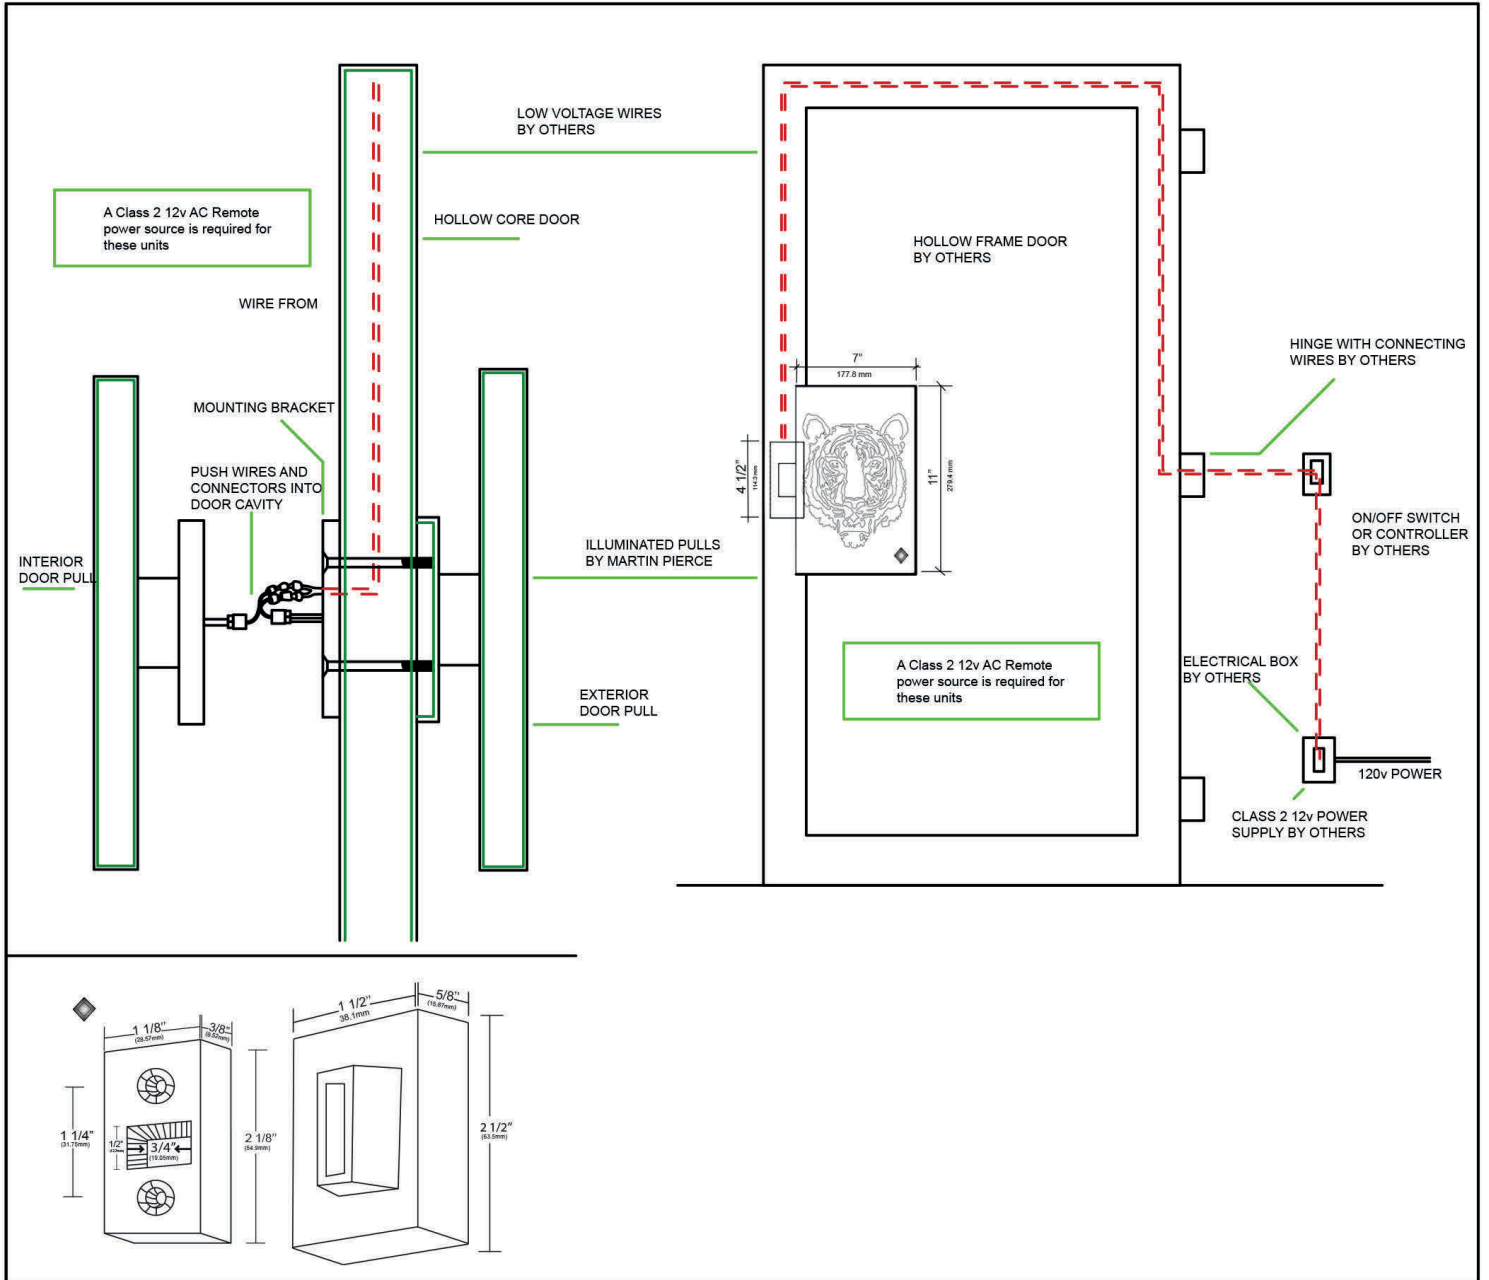 LOW VOLTAGE WIRES
BY OTHERS
A Class 2 12v AC Remote
power source is required for
these units
HOLLOW CORE DOOR
WIRE FROM
HOLLOW FRAME DOOR
BY OTHERS
HINGE WITH CONNECTING
WIRES BY OTHERS
7"
177.8 mm
MOUNTING BRACKET
PUSH WIRES AND
CONNECTORS INTO
DOOR CAVITY
4 1/2"
114.3 mm
11"
279.4 mm
INTERIOR
DOOR PULL
ILLUMINATED PULLS
BY MARTIN PIERCE
ON/OFF SWITCH
OR CONTROLLER
BY OTHERS
EXTERIOR
DOOR PULL
A Class 2 12v AC Remote
power source is required for
these units
ELECTRICAL BOX
BY OTHERS
120v POWER
CLASS 2 12v POWER
SUPPLY BY OTHERS
1 1/8"
(28.57mm)
3/8"
(9.52mm)
1 1/4"
(31.75mm)
1/2"
3/4"
(19.05mm)
2 1/8"
(54.9mm)
1 1/2"
38.1mm
5/8"
(15.87mm)
2 1/2"
(63.5mm)